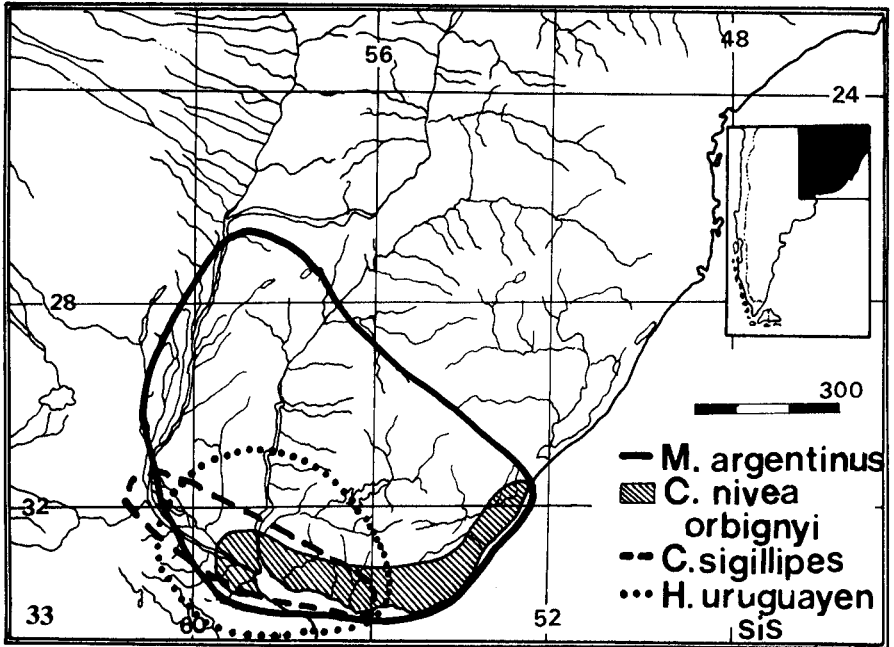 48
56
24
28
300
M. argentinus
C. nivea
orbignyi
32
C. sigillipes
H. uruguayen
sis
33
60
52